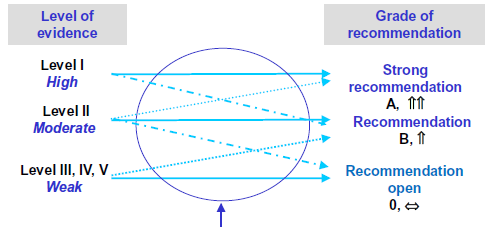 Level of
evidence
Grade of
recommendation
Level I
High
Level II
Moderate
Level III, IV, V
Weak
Strong
recommendation
A, ⇑⇑
Recommendation
B, ⇑
Recommendation
open
0, ⇔